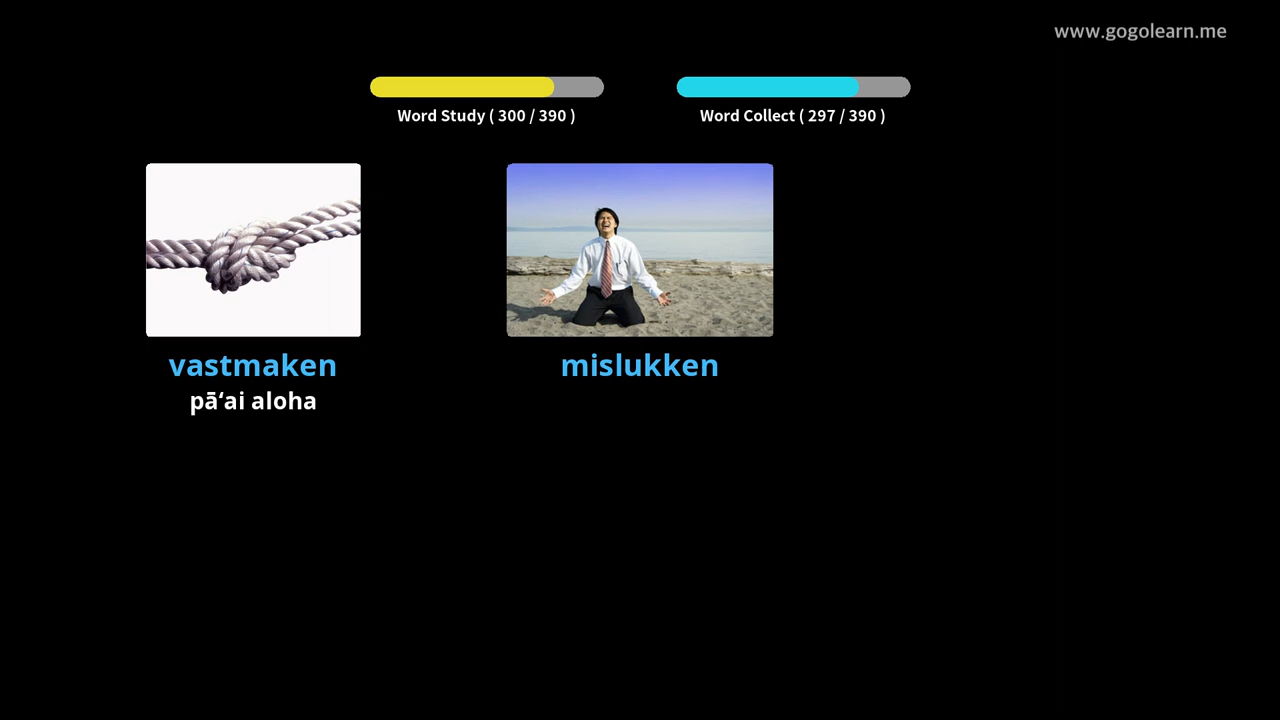 www.gogolearn.me
Word Study ( 300 / 390 )
Word Collect ( 297 / 390 )
vastmaken
pāʻai aloha
mislukken